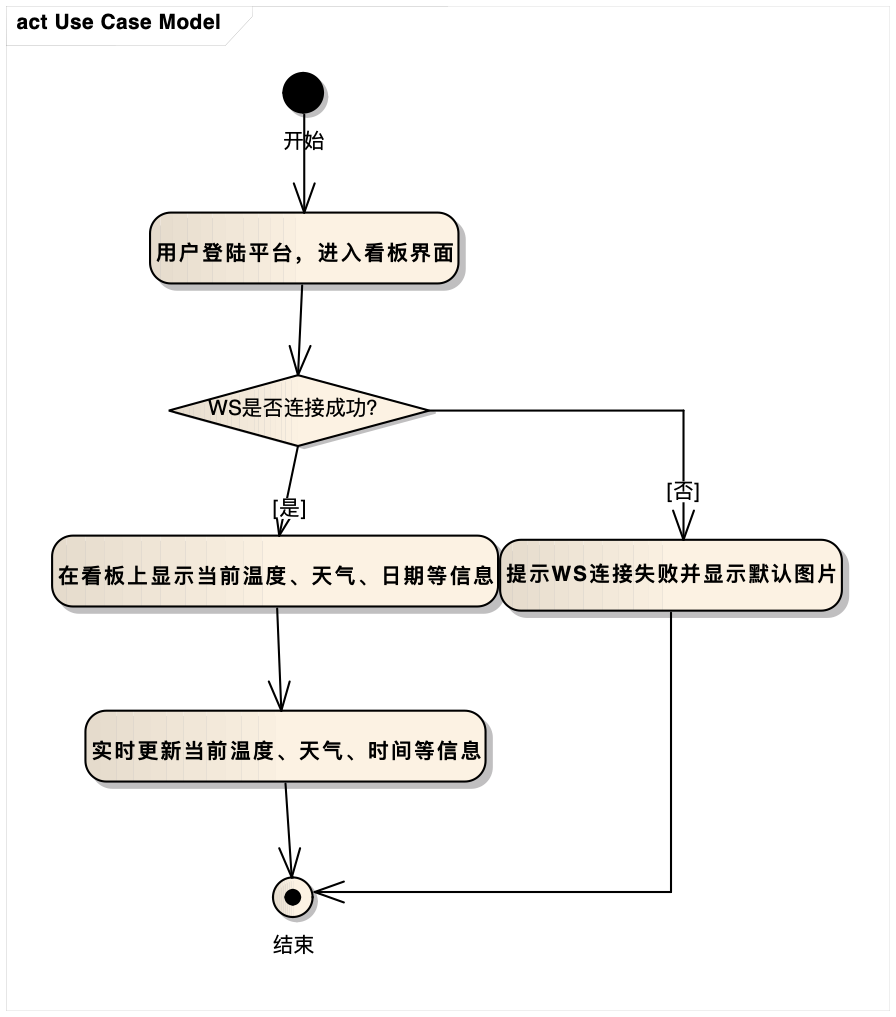 act Use Case Model
开始
用户登陆平台，进入看板界面
WS是否连接成功?
[是]
[否]
在看板上显示当前温度、天气、日期等信息
提示WS连接失败并显示默认图片
实时更新当前温度、天气、时间等信息
结束